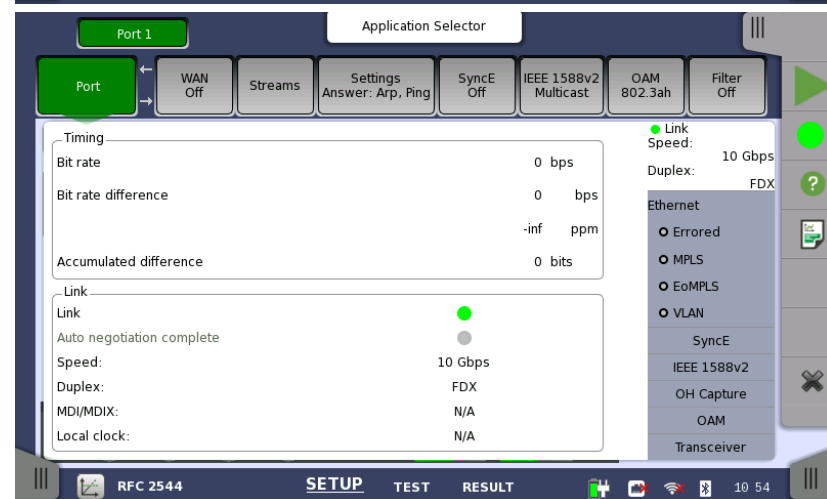 Port 1
Application Selector
Port
WAN
Off
Streams
Settings
Answer: Arp, Ping
SyncE
Off
IEEE 1588v2
Multicast
OAM
802.3ah
Filter
Off
Timing
Bit rate 0 bps
Bit rate difference 0 bps
-inf ppm
Accumulated difference 0 bits
Link
Link
Auto negotiation complete
Speed: 10 Gbps
Duplex: FDX
MDI/MDIX: N/A
Local clock: N/A
Link
Speed:
10 Gbps
Duplex:
FDX
Ethernet
Errored
MPLS
EoMPLS
VLAN
SyncE
IEEE 1588v2
OH Capture
OAM
Transceiver
?
RFC 2544 SETUP TEST RESULT 10 54